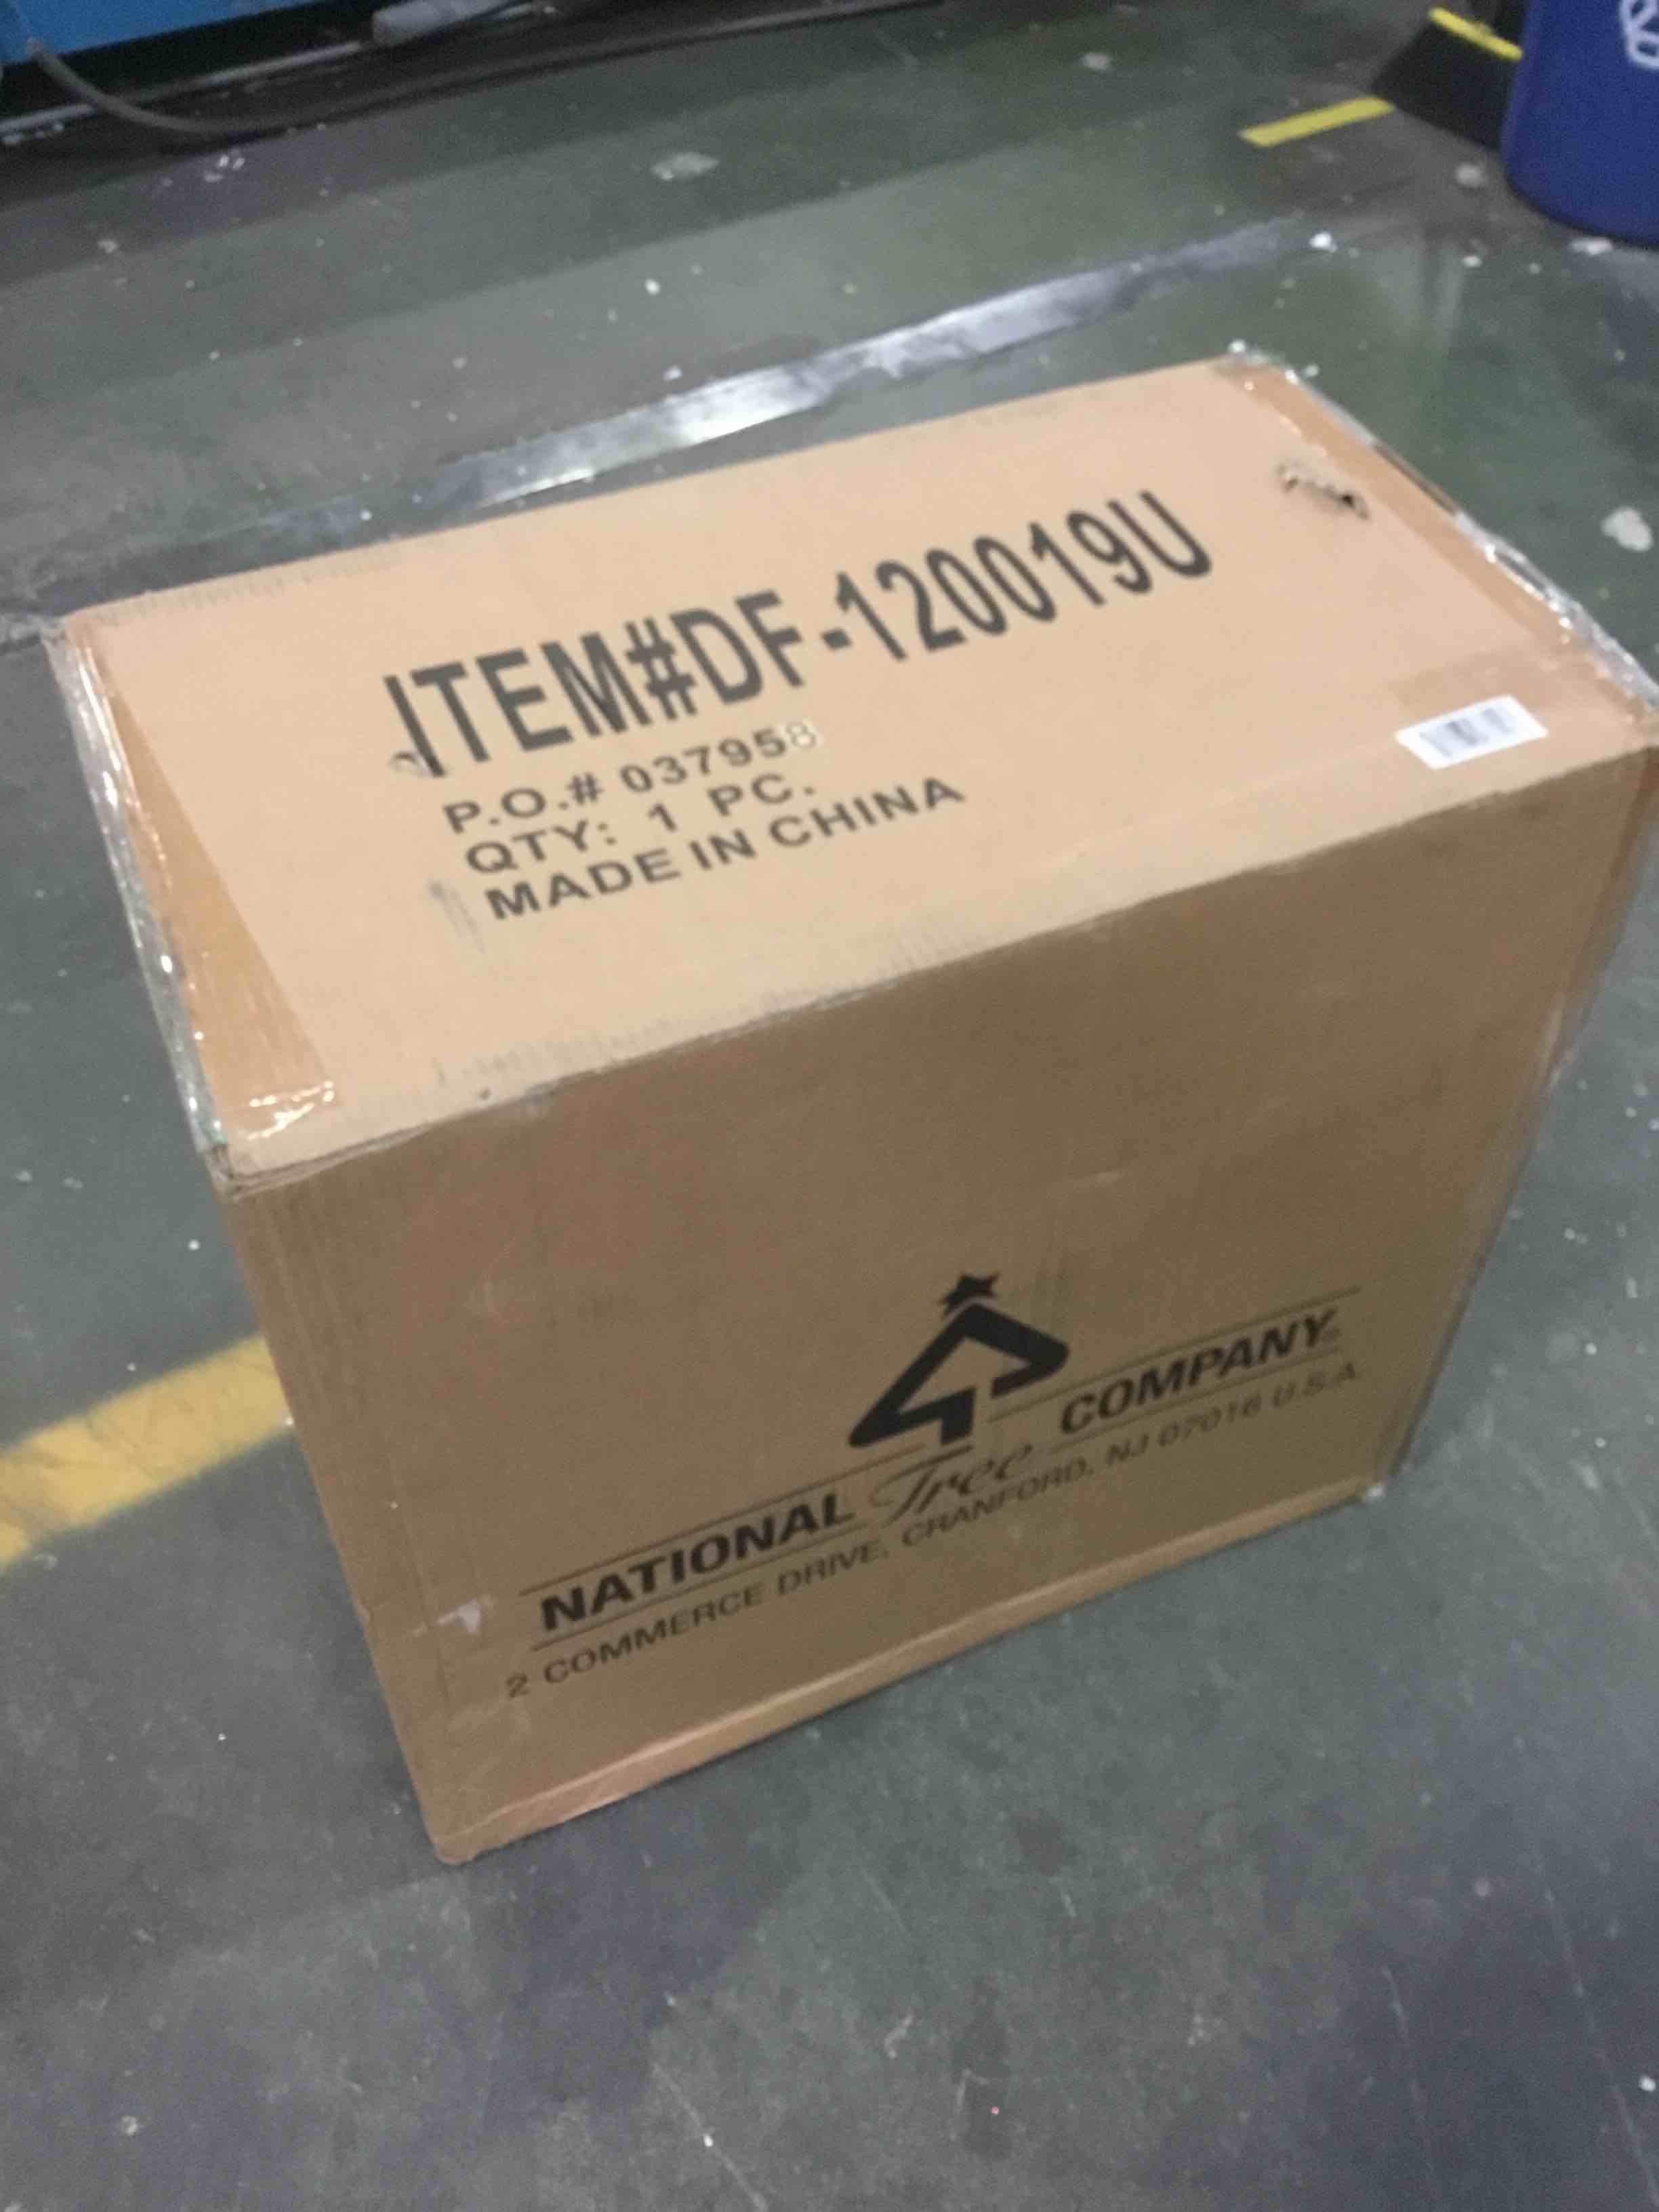 ITEM#DF-120019U
P.O.# 037958
QTY: 1 PC.
MADE IN CHINA
NATIONAL Tree COMPANY®
2 COMMERCE DRIVE, CRANFORD, NJ 07016 U.S.A.